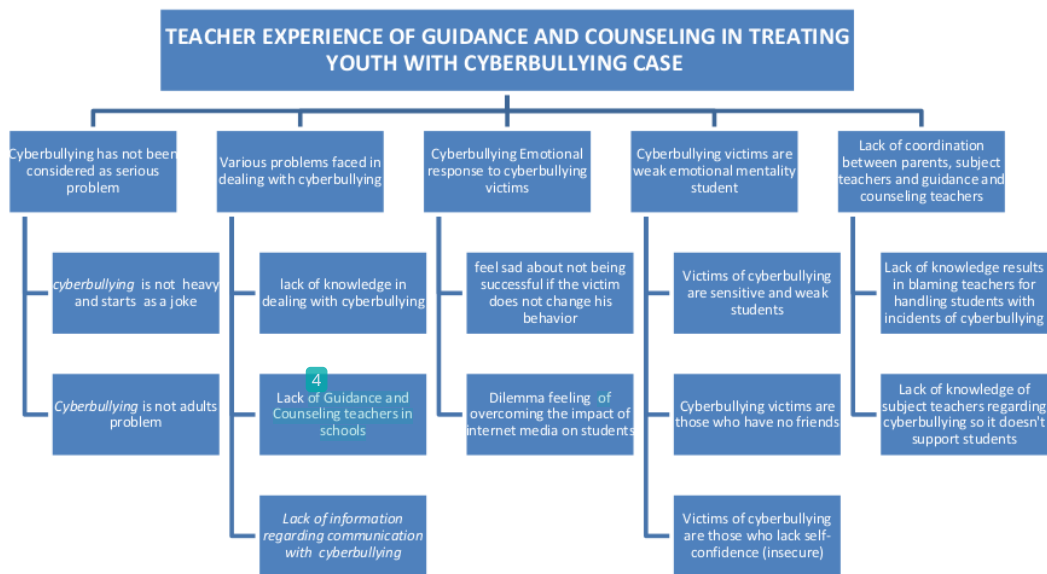 TEACHER EXPERIENCE OF GUIDANCE AND COUNSELING IN TREATING
YOUTH WITH CYBERBULLYING CASE
Cyberbullying has not been
considered as serious
problem
cyberbullying is not heavy
and starts as a joke
Cyberbullying is not adults
problem
Various problems faced in
dealing with cyberbullying
lack of knowledge in
dealing with cyberbullying
4
Lack of Guidance and
Counseling teachers in
schools
Lack of information
regarding communication
with cyberbullying
Cyberbullying Emotional
response to cyberbullying
victims
feel sad about not being
successful if the victim
does not change his
behavior
Dilemma feeling of
overcoming the impact of
internet media on students
Cyberbullying victims are
weak emotional mentality
student
Victims of cyberbullying
are sensitive and weak
students
Cyberbullying victims are
those who have no friends
Victims of cyberbullying
are those who lack self-
confidence (insecure)
Lack of coordination
between parents, subject
teachers and guidance and
counseling teachers
Lack of knowledge results
in blaming teachers for
handling students with
incidents of cyberbullying
Lack of knowledge of
subject teachers regarding
cyberbullying so it doesn't
support students